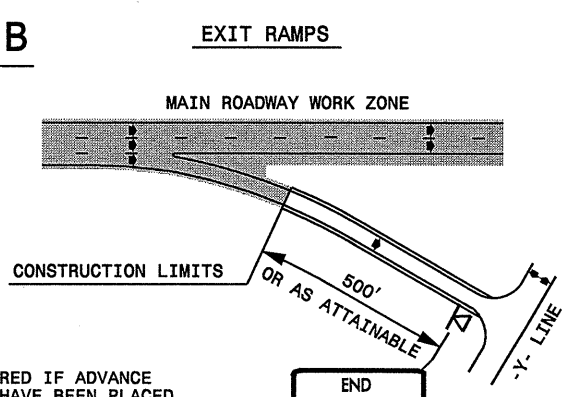 B
EXIT RAMPS
MAIN ROADWAY WORK ZONE
CONSTRUCTION LIMITS
500'
OR AS ATTAINABLE
-Y- LINE
RED IF ADVANCE
HAVE BEEN PLACED
END